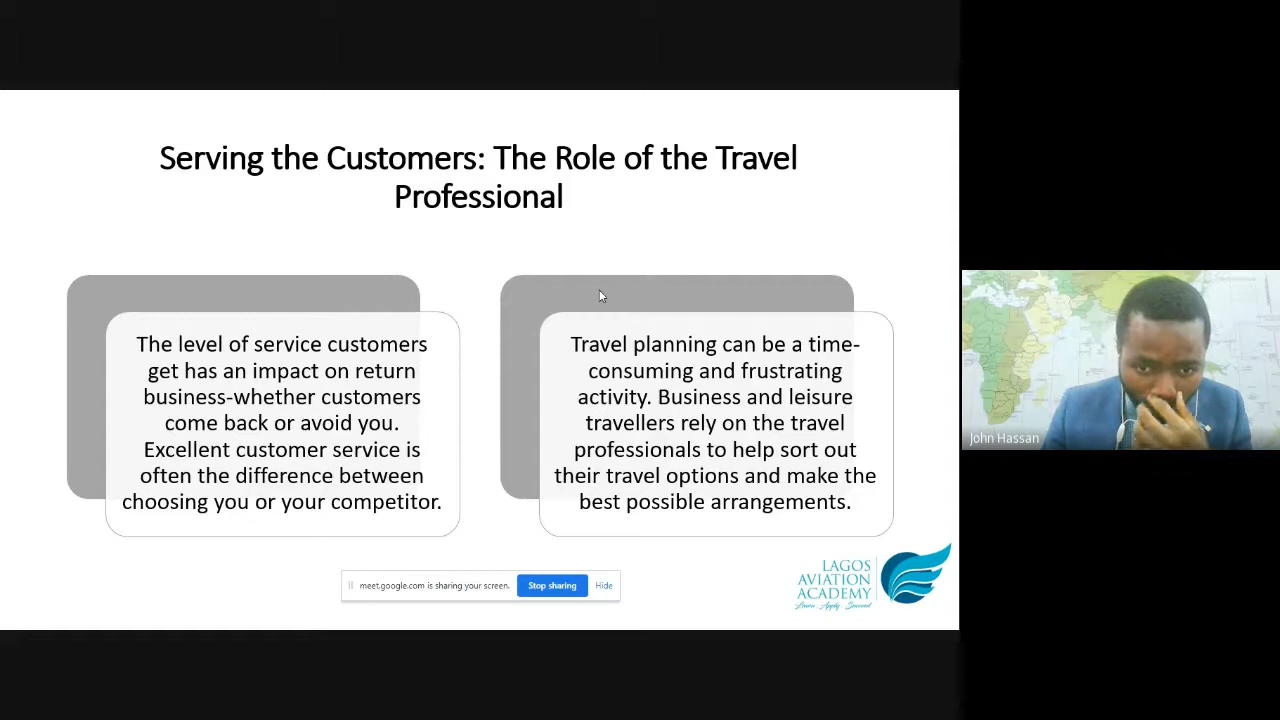 Serving the Customers: The Role of the Travel
Professional
The level of service customers
get has an impact on return
business-whether customers
come back or avoid you.
Excellent customer service is
often the difference between
choosing you or your competitor.
Travel planning can be a time-
consuming and frustrating
activity. Business and leisure
travellers rely on the travel
professionals to help sort out
their travel options and make the
best possible arrangements.
meet.google.com is sharing your screen. Stop sharing Hide
LAGOS
AVIATION
ACADEMY
Learn . Apply . Succeed
John Hassan